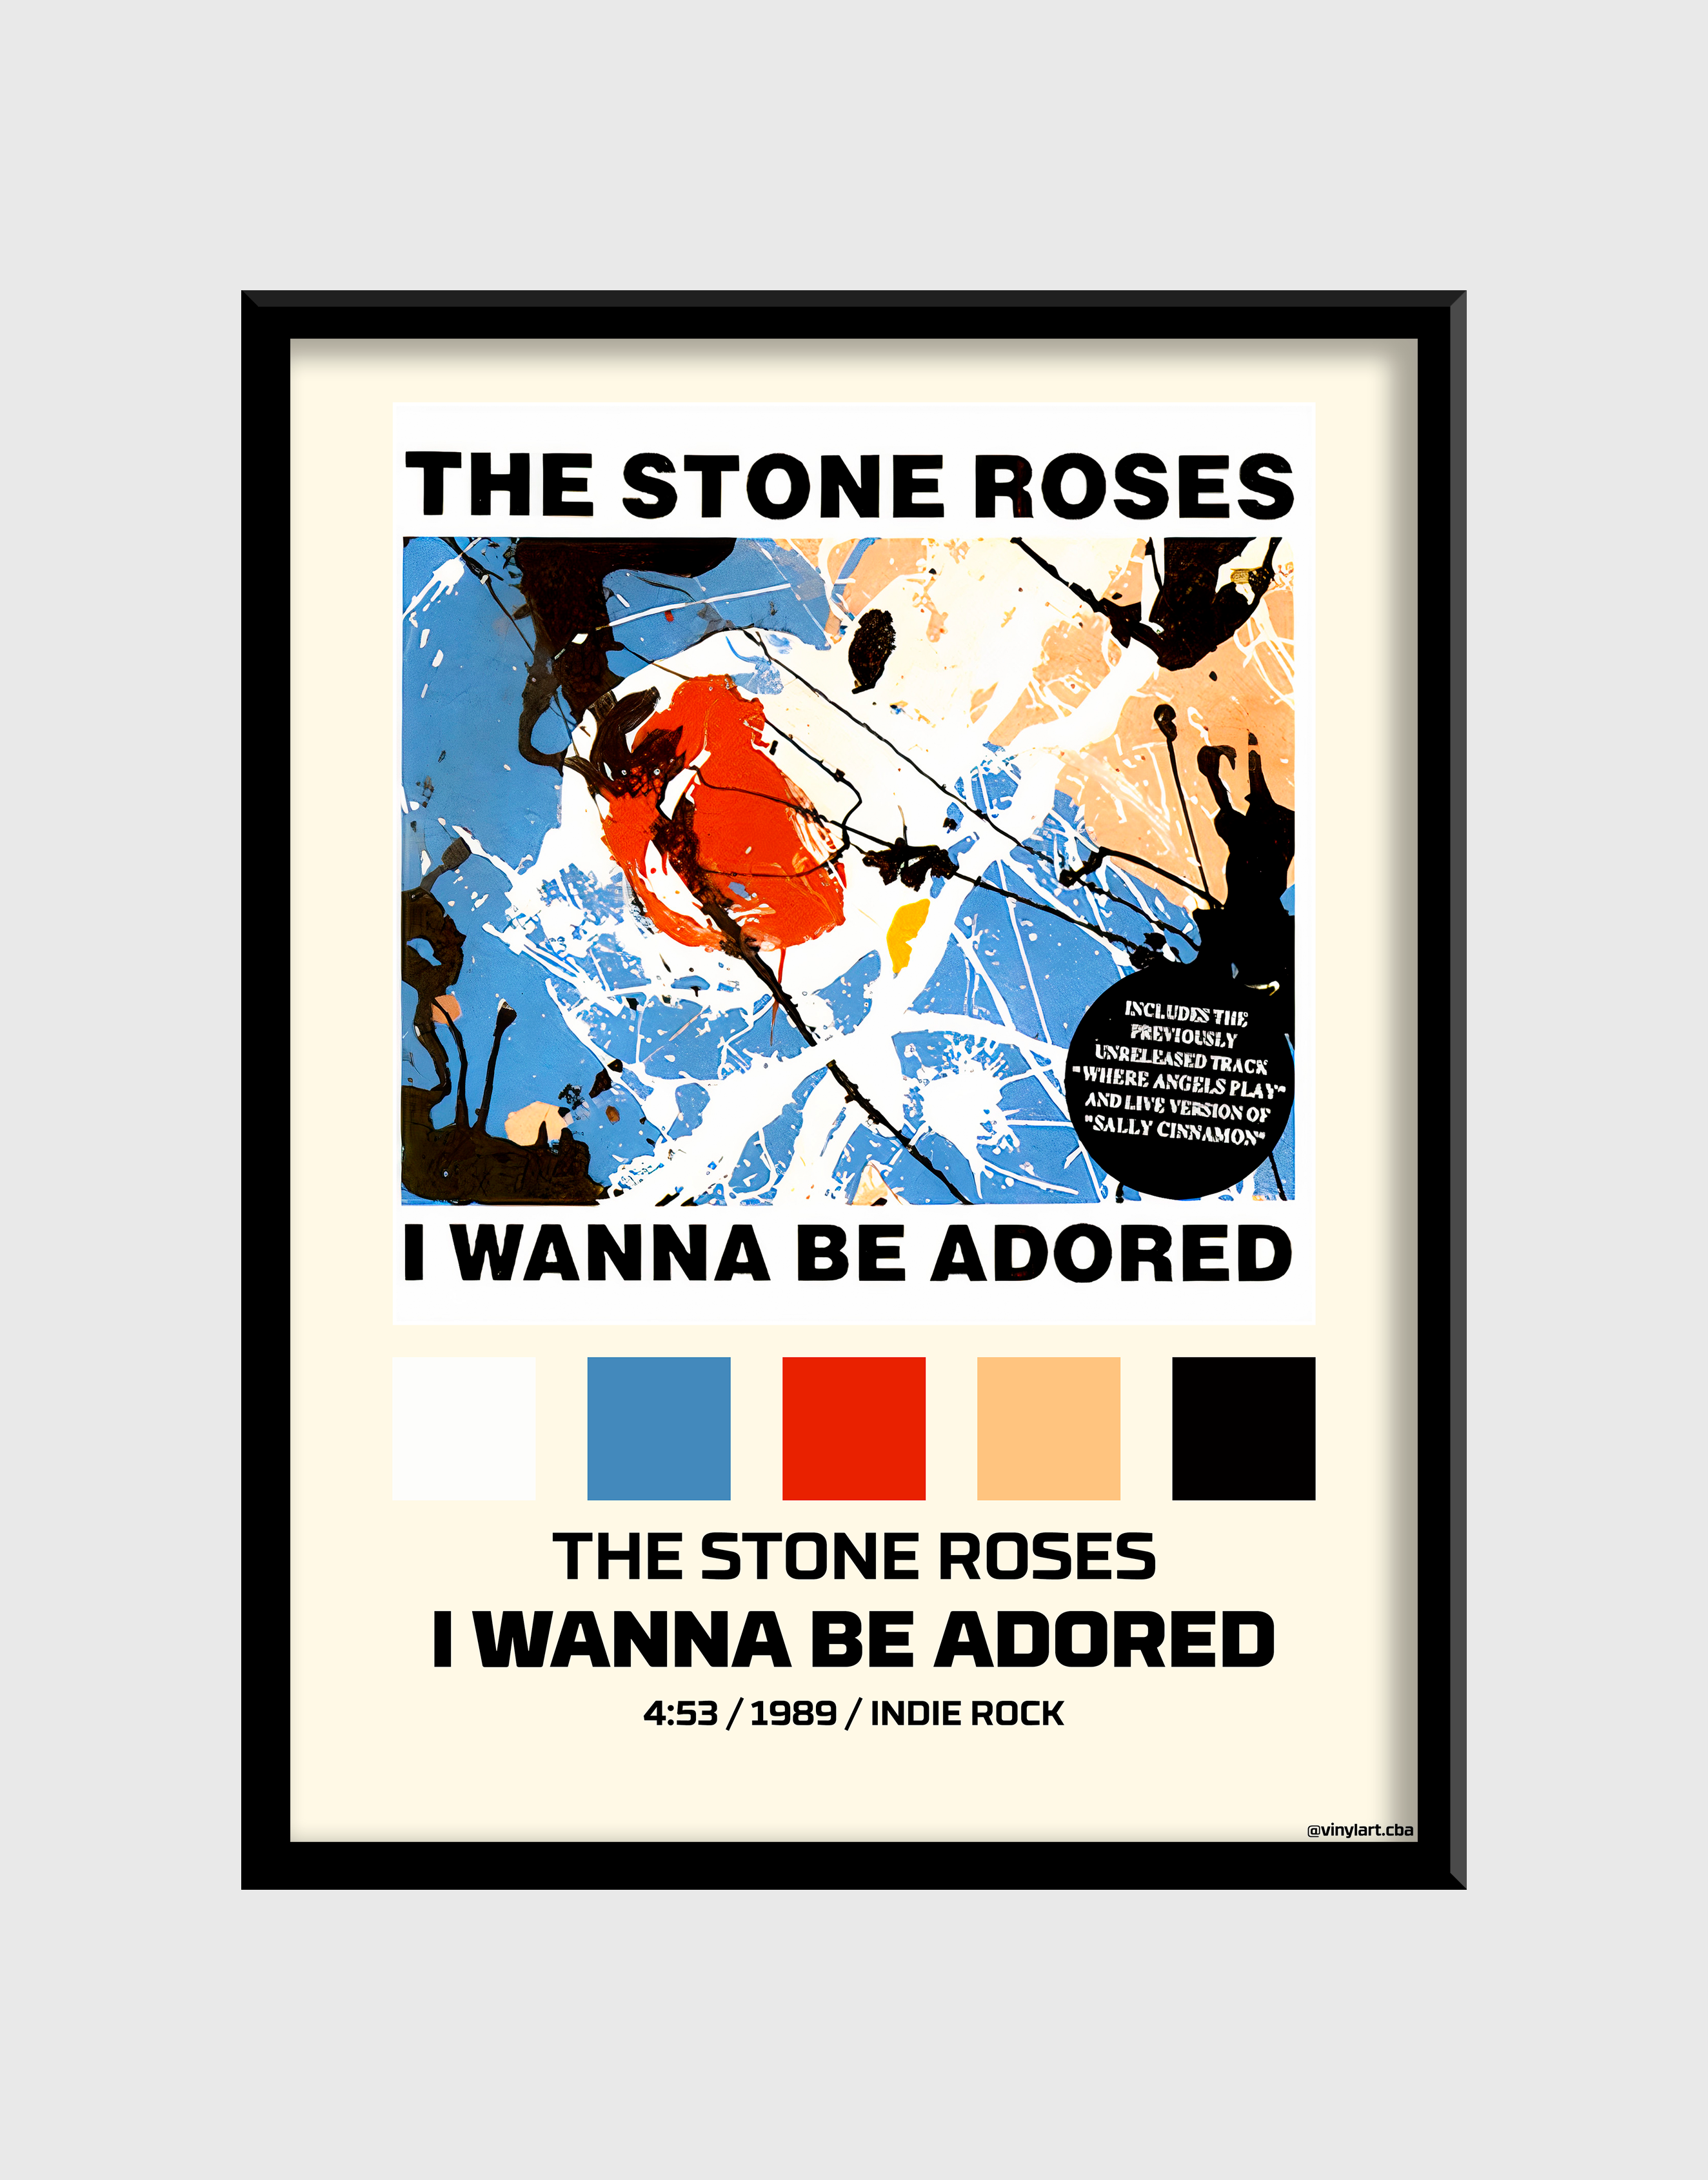 THE STONE ROSES
INCLUDES THE
PREVIOUSLY
UNRELEASED TRACK
"WHERE ANGELS PLAY"
AND LIVE VERSION OF
"SALLY CINNAMON"
I WANNA BE ADORED
THE STONE ROSES
I WANNA BE ADORED
4:53 / 1989 / INDIE ROCK
@vinylart.cba